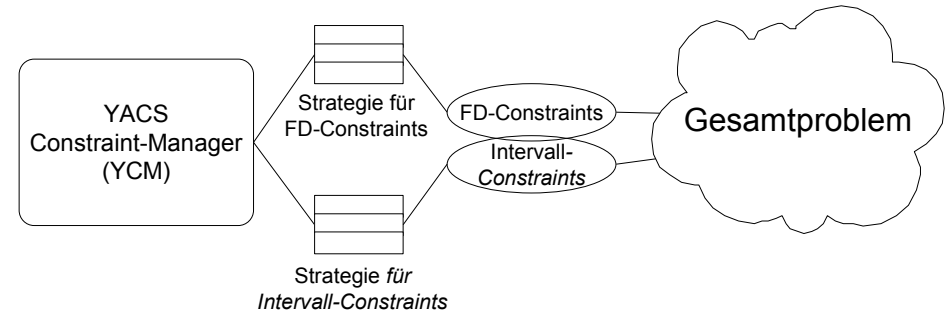 YACS
Constraint-Manager
(YCM)
Strategie für
FD-Constraints
Strategie für
Intervall-Constraints
FD-Constraints
Intervall-
Constraints
Gesamtproblem